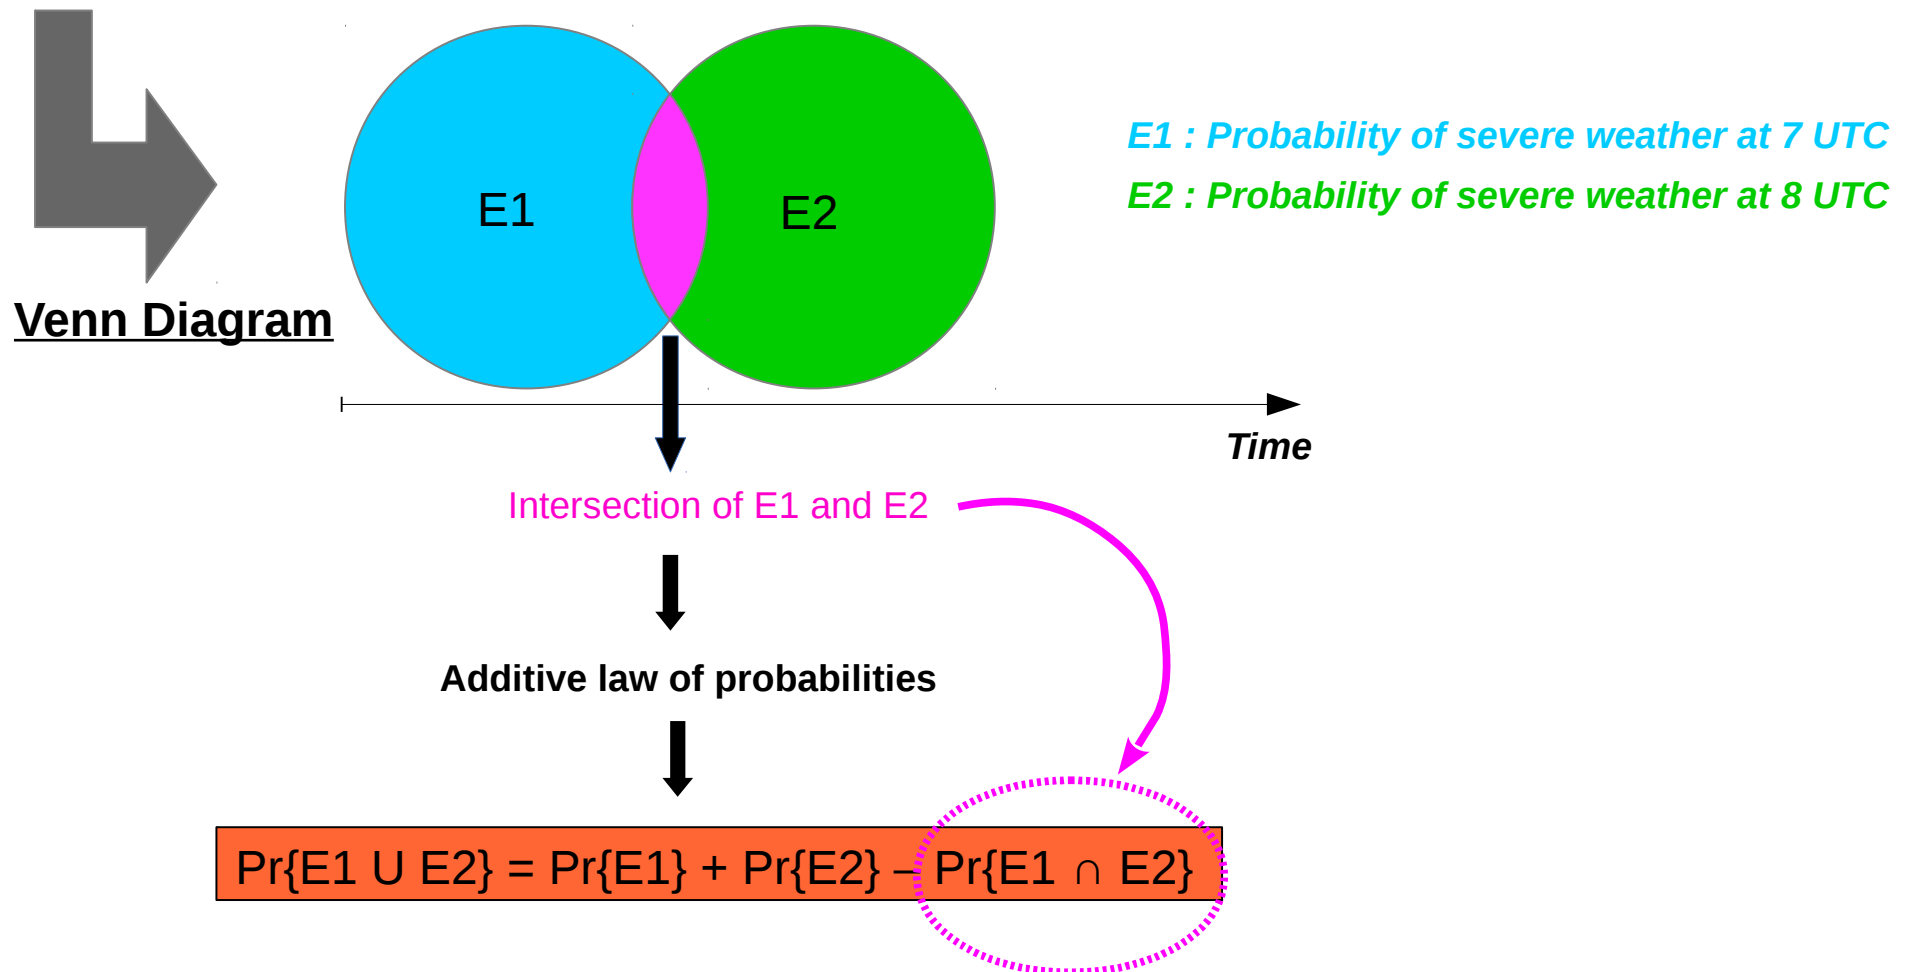 E1
E2
E1 : Probability of severe weather at 7 UTC
E2 : Probability of severe weather at 8 UTC
Venn Diagram
Time
Intersection of E1 and E2
Additive law of probabilities
Pr{E1 U E2} = Pr{E1} + Pr{E2} – Pr{E1 ∩ E2}